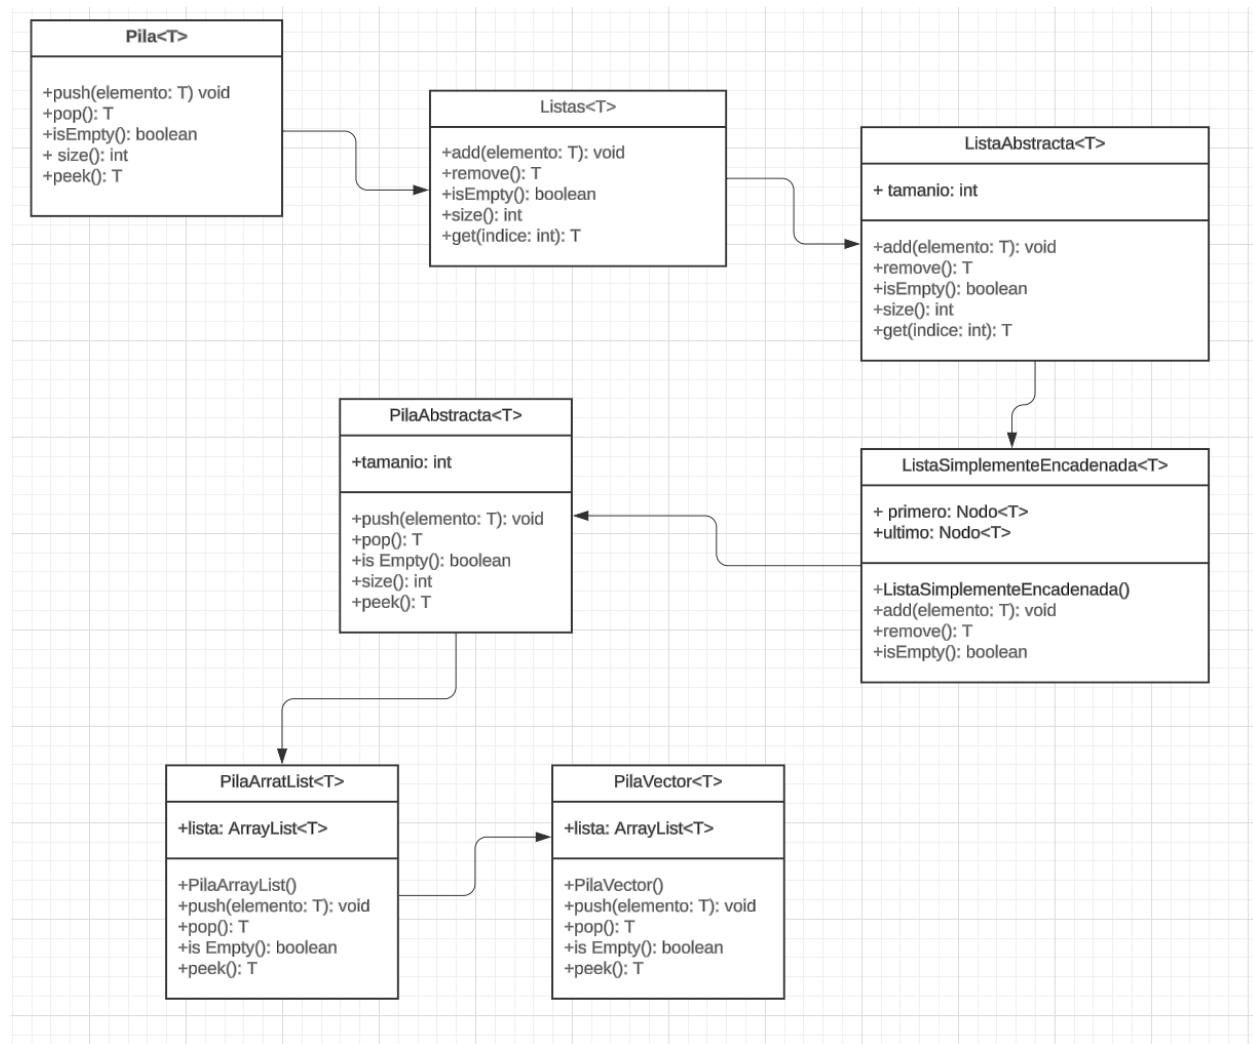 Pila<T>
+push(elemento: T) void
+pop(): T
+isEmpty(): boolean
+ size(): int
+peek(): T
Listas<T>
+add(elemento: T): void
+remove(): T
+isEmpty(): boolean
+size(): int
+get(indice: int): T
ListaAbstracta<T>
+ tamanio: int
+add(elemento: T): void
+remove(): T
+isEmpty(): boolean
+size(): int
+get(indice: int): T
ListaSimplementeEncadenada<T>
+ primero: Nodo<T>
+ultimo: Nodo<T>
+ListaSimplementeEncadenada()
+add(elemento: T): void
+remove(): T
+isEmpty(): boolean
PilaAbstracta<T>
+tamanio: int
+push(elemento: T): void
+pop(): T
+is Empty(): boolean
+size(): int
+peek(): T
PilaArratList<T>
+lista: ArrayList<T>
+PilaArrayList()
+push(elemento: T): void
+pop(): T
+is Empty(): boolean
+peek(): T
PilaVector<T>
+lista: ArrayList<T>
+PilaVector()
+push(elemento: T): void
+pop(): T
+is Empty(): boolean
+peek(): T